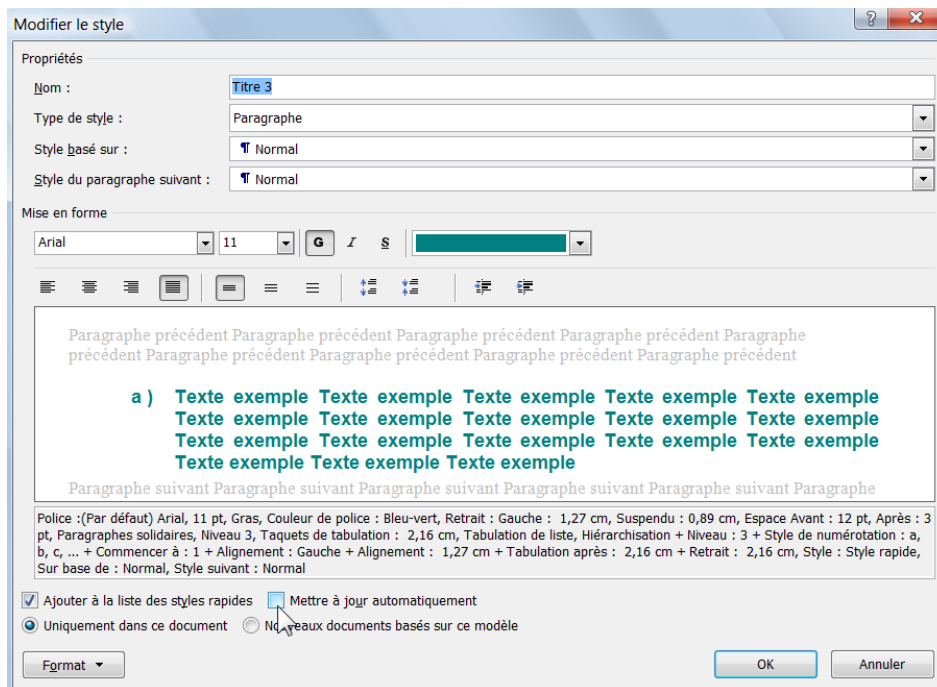 Modifier le style
Propriétés
Nom : Titre 3
Type de style : Paragraphe
Style basé sur : ¶ Normal
Style du paragraphe suivant : ¶ Normal
Mise en forme
Arial 11 G I S
Paragraphe précédent Paragraphe précédent Paragraphe précédent Paragraphe précédent Paragraphe
précédent Paragraphe précédent Paragraphe précédent Paragraphe précédent Paragraphe précédent
a ) Texte exemple Texte exemple Texte exemple Texte exemple Texte exemple
Texte exemple Texte exemple Texte exemple Texte exemple Texte exemple
Texte exemple Texte exemple Texte exemple Texte exemple Texte exemple
Texte exemple Texte exemple Texte exemple
Paragraphe suivant Paragraphe suivant Paragraphe suivant Paragraphe suivant Paragraphe suivant Paragraphe
Police :(Par défaut) Arial, 11 pt, Gras, Couleur de police : Bleu-vert, Retrait : Gauche : 1,27 cm, Suspendu : 0,89 cm, Espace Avant : 12 pt, Après : 3
pt, Paragraphes solidaires, Niveau 3, Taquets de tabulation : 2,16 cm, Tabulation de liste, Hiérarchisation + Niveau : 3 + Style de numérotation : a,
b, c, ... + Commencer à : 1 + Alignement : Gauche + Alignement : 1,27 cm + Tabulation après : 2,16 cm + Retrait : 2,16 cm, Style : Style rapide,
Sur base de : Normal, Style suivant : Normal
Ajouter à la liste des styles rapides Mettre à jour automatiquement
Uniquement dans ce document Nouveaux documents basés sur ce modèle
Format OK Annuler